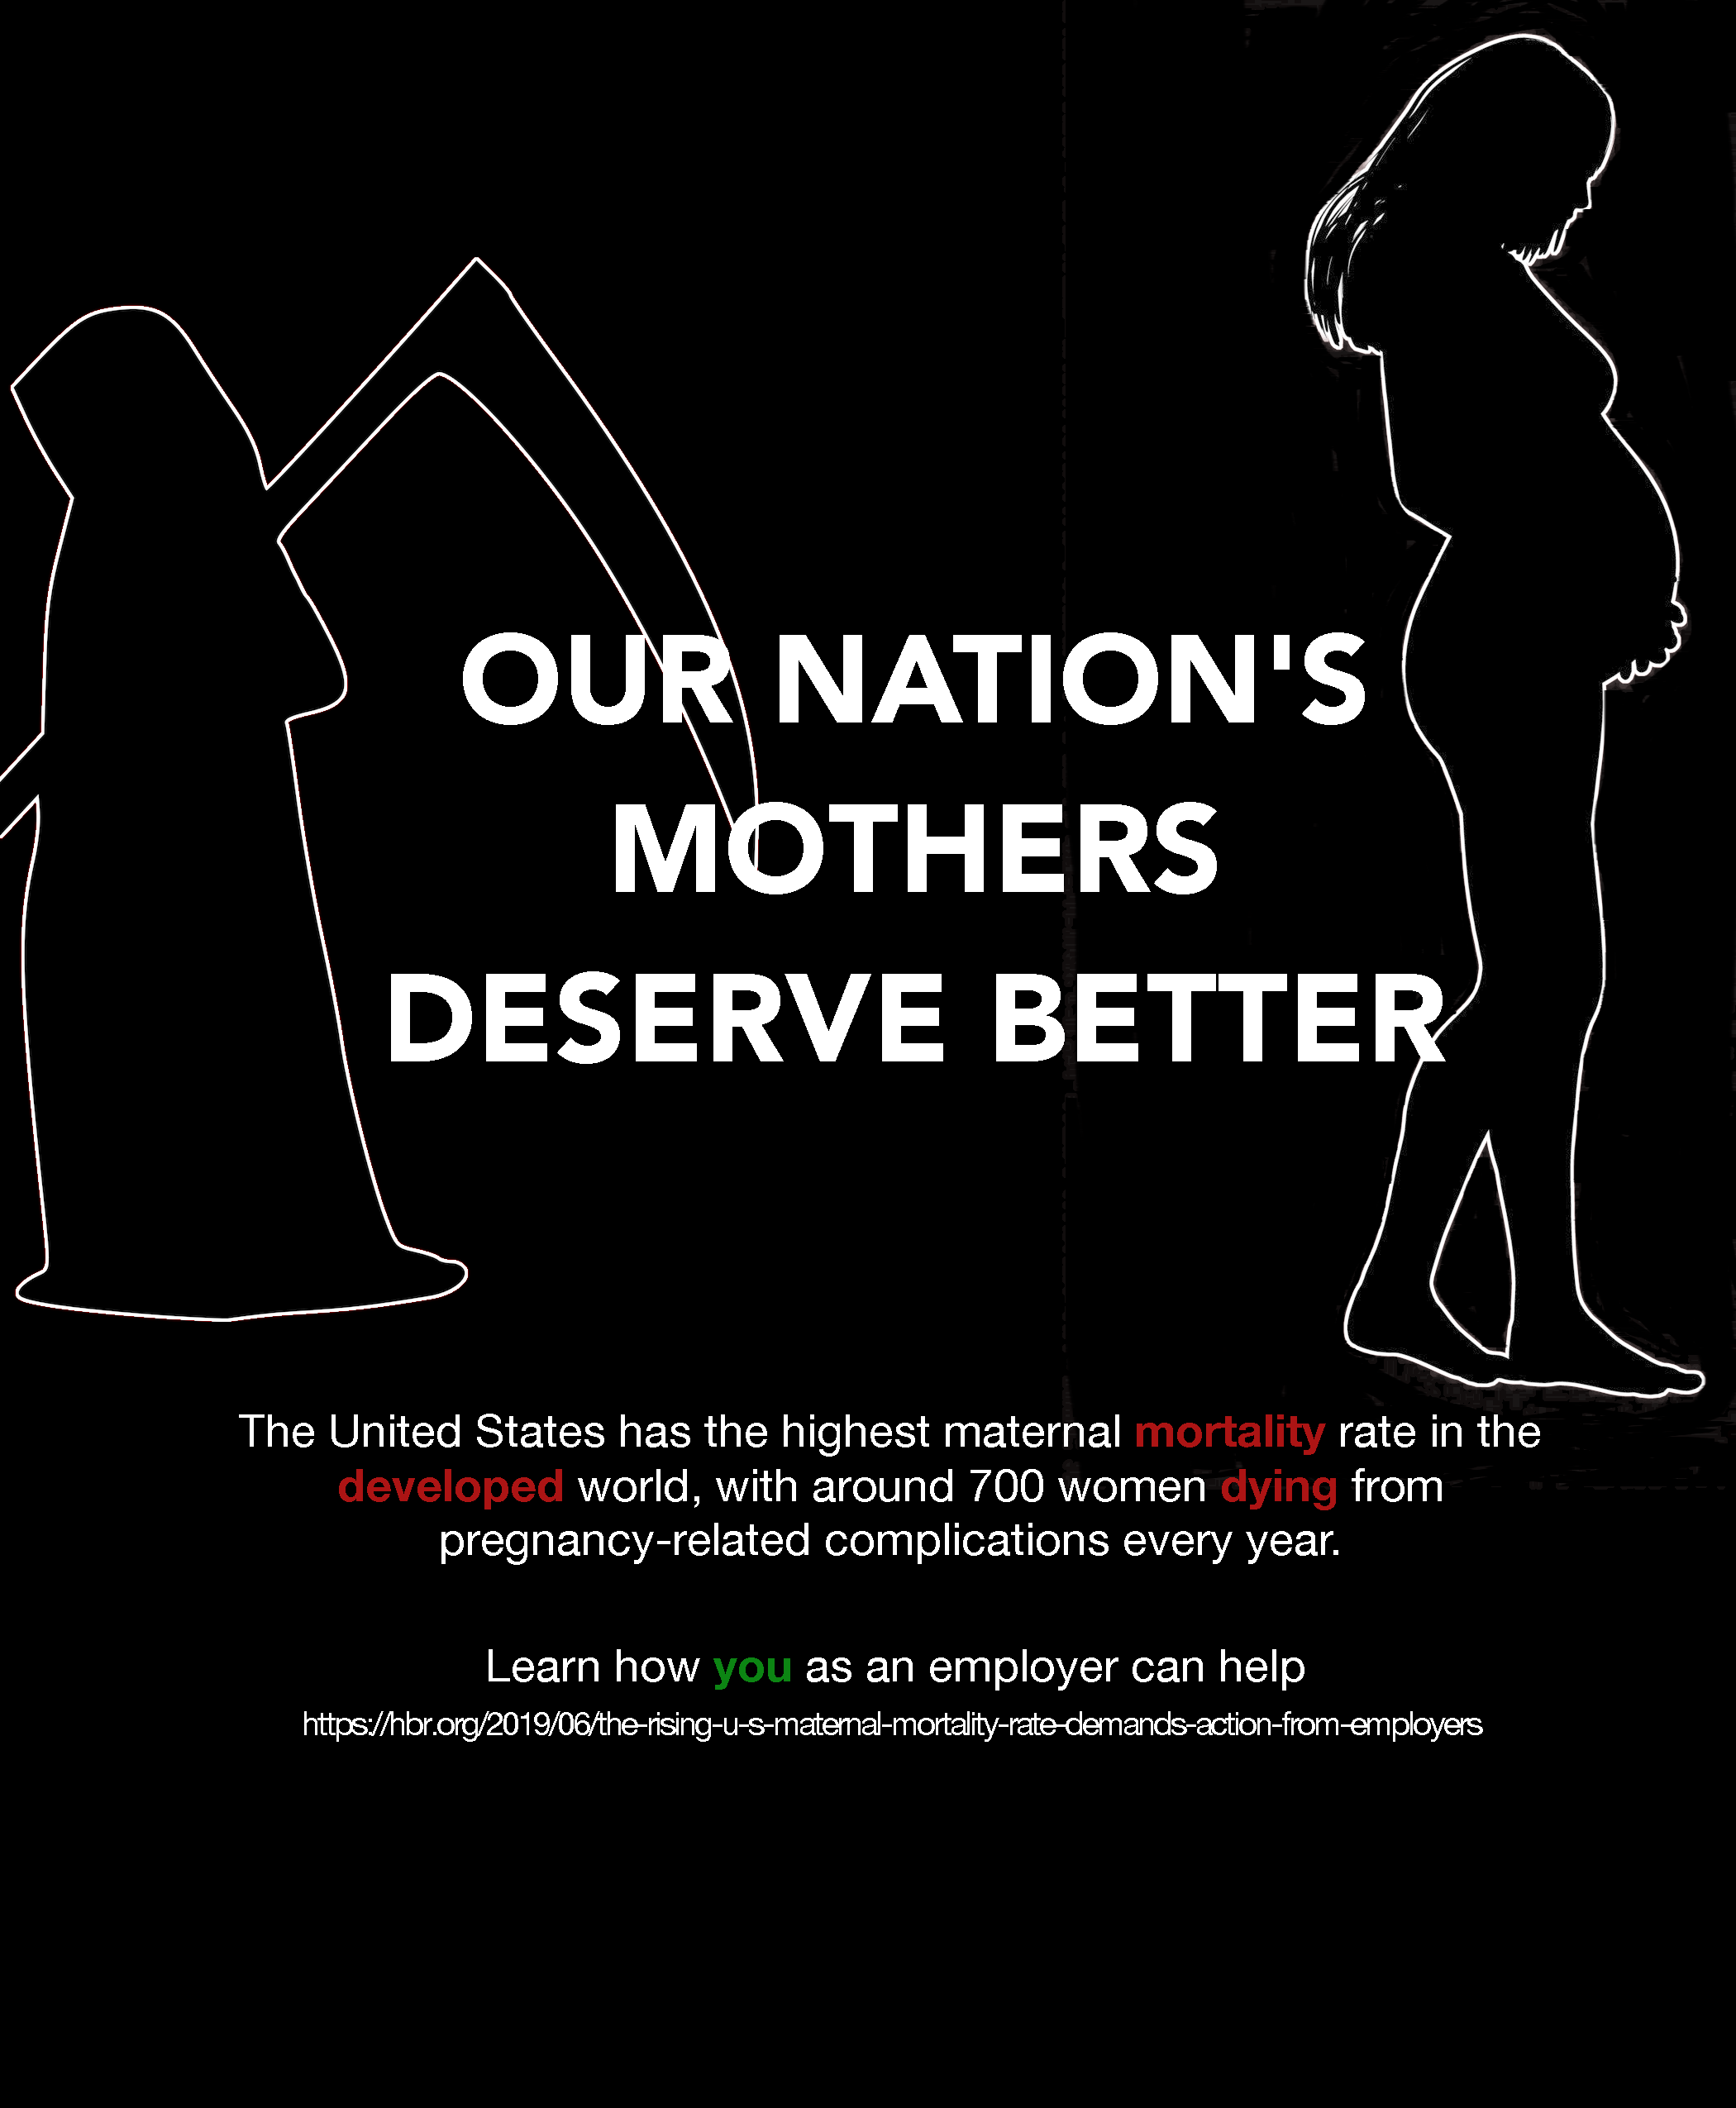 OUR NATION'S
MOTHERS
DESERVE BETTER
The United States has the highest maternal mortality rate in the
developed world, with around 700 women dying from
pregnancy-related complications every year.
Learn how you as an employer can help
https://hbr.org/2019/06/the-rising-u-s-maternal-mortality-rate-demands-action-from-employers